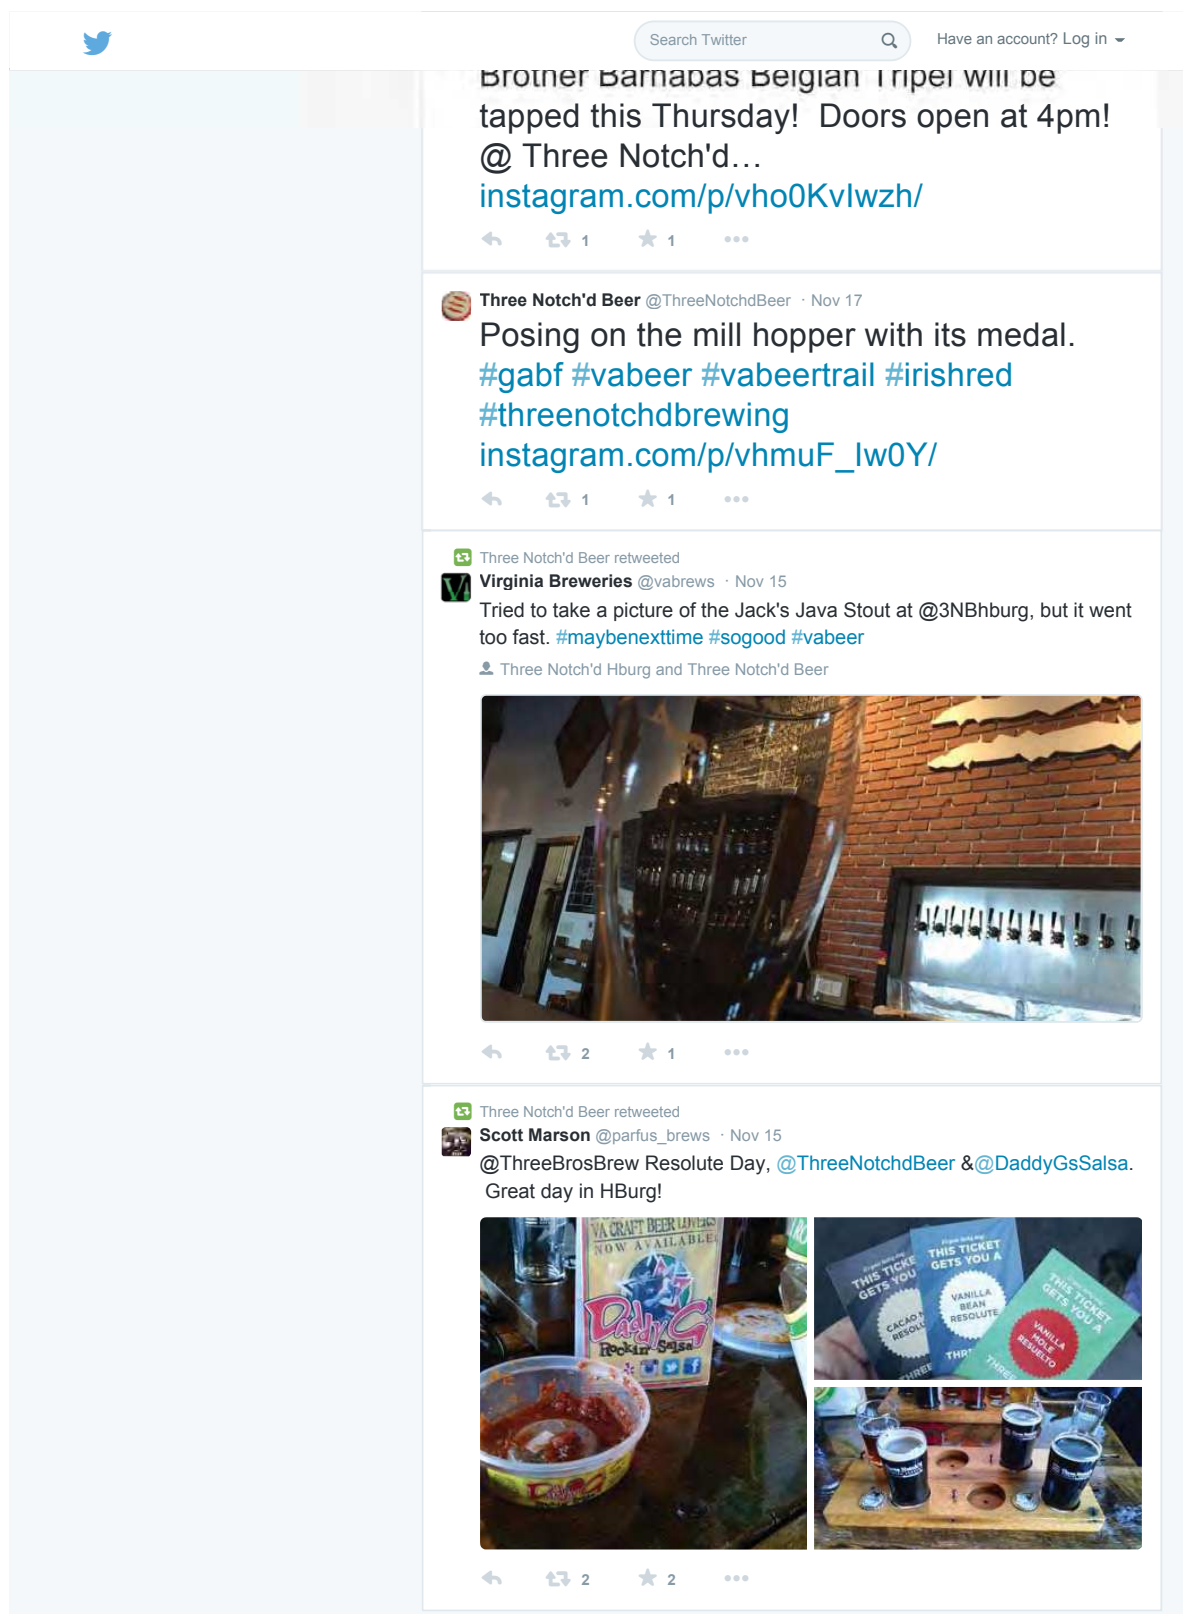 Search Twitter
Have an account? Log in
Brother Barnabas Belgian Tripel will be
tapped this Thursday! Doors open at 4pm!
@ Three Notch'd…
instagram.com/p/vho0KvIwzh/
1 1
Three Notch'd Beer @ThreeNotchdBeer · Nov 17
Posing on the mill hopper with its medal.
#gabf #vabeer #vabeertrail #irishred
#threenotchdbrewing
instagram.com/p/vhmuF_Iw0Y/
1 1
Three Notch'd Beer retweeted
Virginia Breweries @vabrews · Nov 15
Tried to take a picture of the Jack's Java Stout at @3NBhburg, but it went
too fast. #maybenexttime #sogood #vabeer
Three Notch'd Hburg and Three Notch'd Beer
2 1
Three Notch'd Beer retweeted
Scott Marson @parfus_brews · Nov 15
@ThreeBrosBrew Resolute Day, @ThreeNotchdBeer &@DaddyGsSalsa.
Great day in HBurg!
VA CRAFT BEER LOVERS
NOW AVAILABLE
Daddy G's
Rockin' Salsa
THIS TICKE
GETS YOU
CACAO
RESOLU
THREE
THIS TICKET
GETS YOU A
VANILLA
BEAN
RESOLUTE
THR
THIS TICKET
GETS YOU A
VANILLA
MOLE
RESUELTO
THREE
2 2